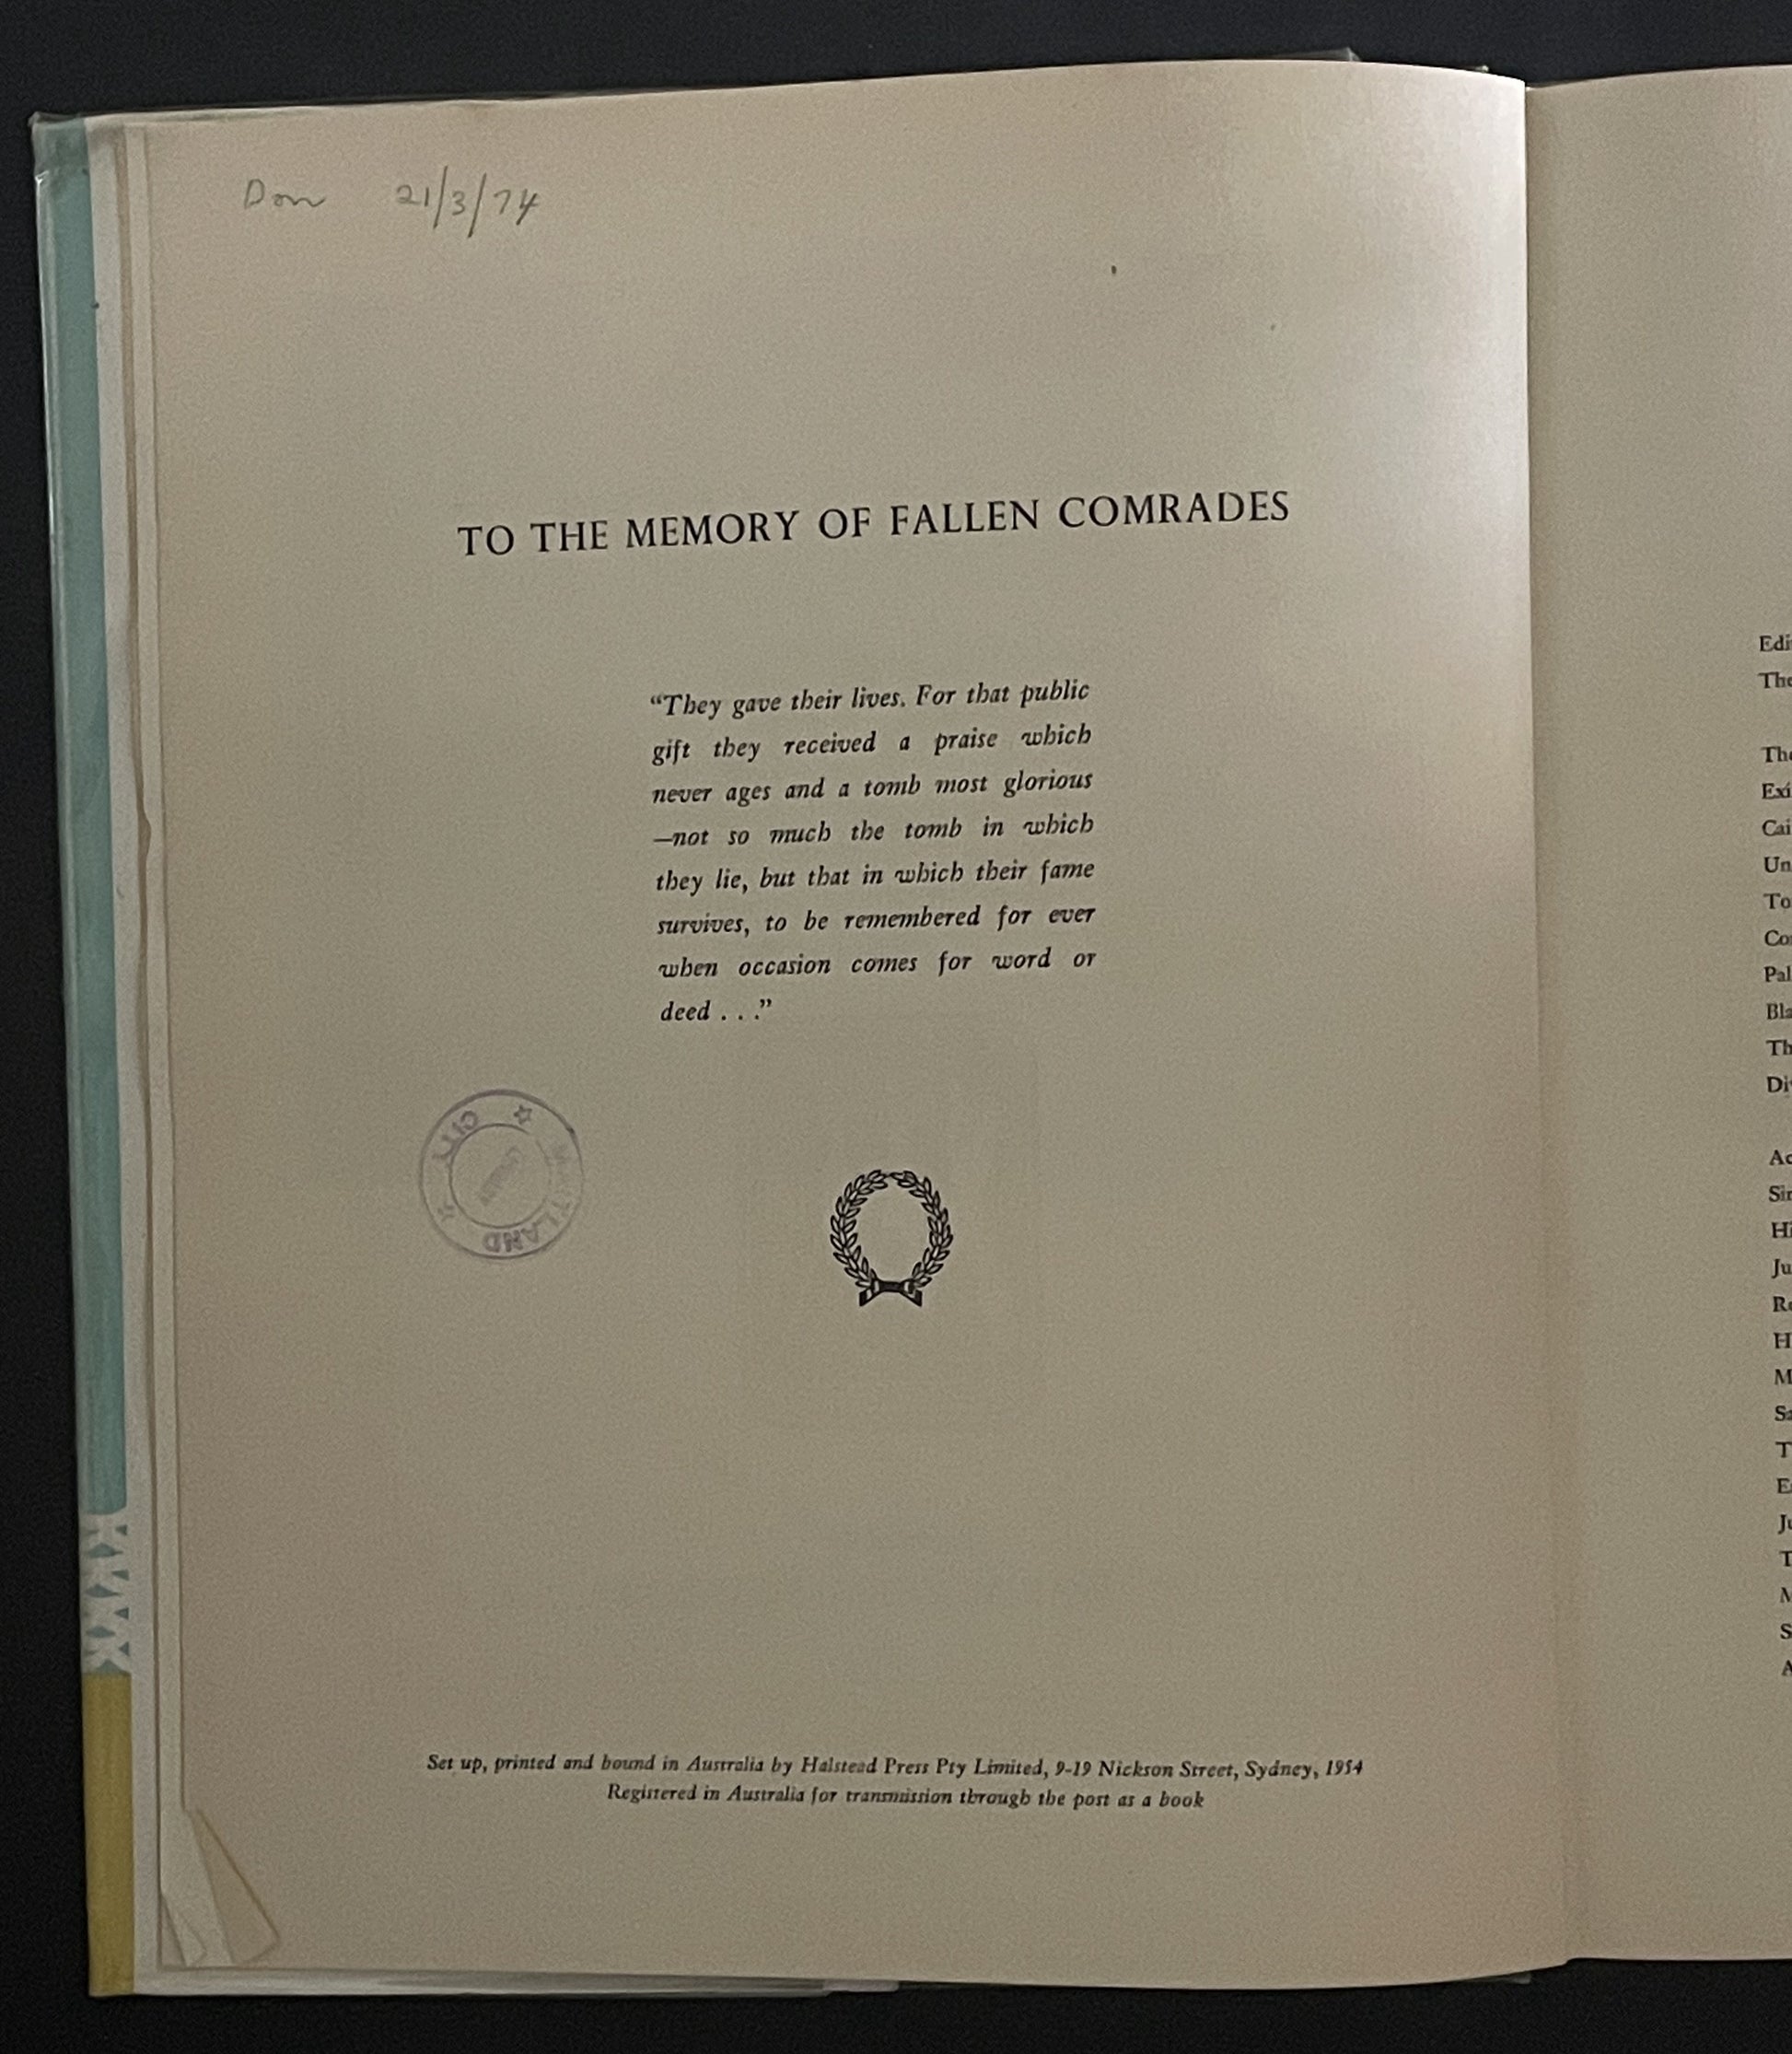 Don 21/3/74
TO THE MEMORY OF FALLEN COMRADES
“They gave their lives. For that public
gift they received a praise which
never ages and a tomb most glorious
—not so much the tomb in which
they lie, but that in which their fame
survives, to be remembered for ever
when occasion comes for word or
deed . . .”
CITY
MAITLAND
Set up, printed and bound in Australia by Halstead Press Pty Limited, 9-19 Nickson Street, Sydney, 1954
Registered in Australia for transmission through the post as a book